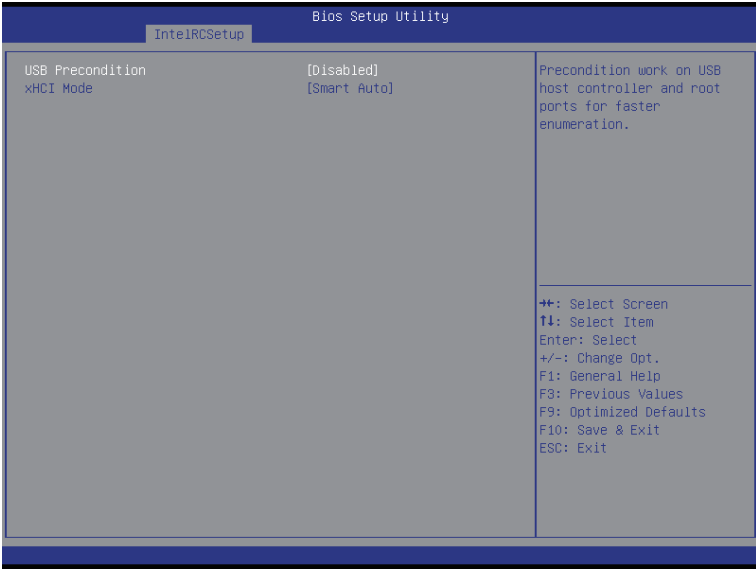 Bios Setup Utility
IntelRCSetup
USB Precondition [Disabled]
xHCI Mode [Smart Auto]
Precondition work on USB
host controller and root
ports for faster
enumeration.
→←: Select Screen
↑↓: Select Item
Enter: Select
+/-: Change Opt.
F1: General Help
F3: Previous Values
F9: Optimized Defaults
F10: Save & Exit
ESC: Exit